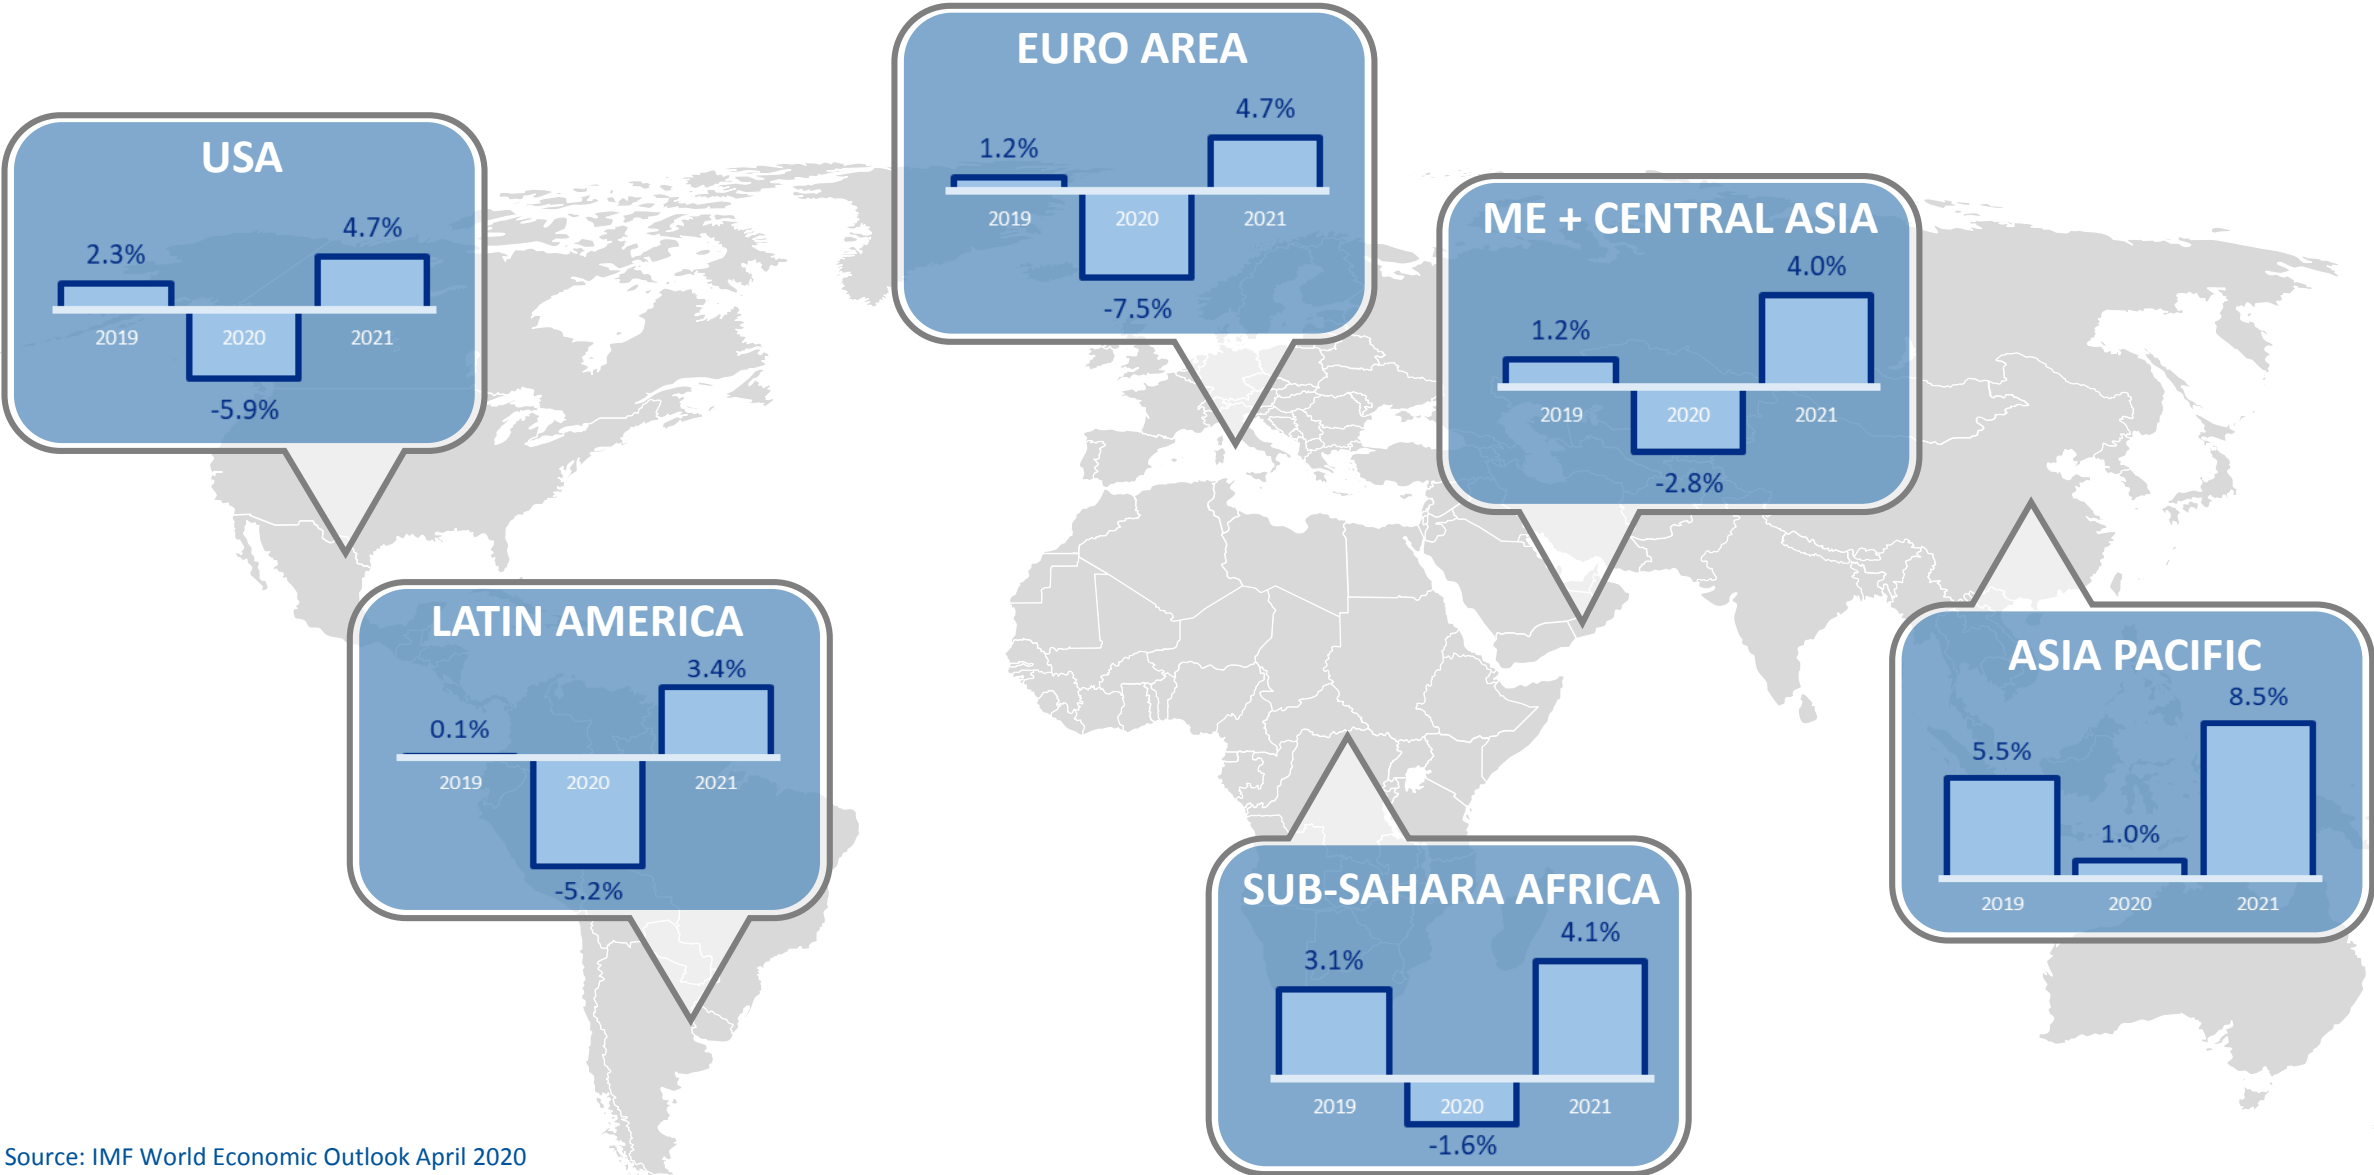 EURO AREA
4.7%
1.2%
2019 2020 2021
-7.5%
USA
4.7%
2.3%
2019 2020 2021
-5.9%
ME + CENTRAL ASIA
4.0%
1.2%
2019 2020 2021
-2.8%
LATIN AMERICA
3.4%
0.1%
2019 2020 2021
-5.2%
ASIA PACIFIC
8.5%
5.5%
1.0%
2019 2020 2021
SUB-SAHARA AFRICA
4.1%
3.1%
2019 2020 2021
-1.6%
Source: IMF World Economic Outlook April 2020